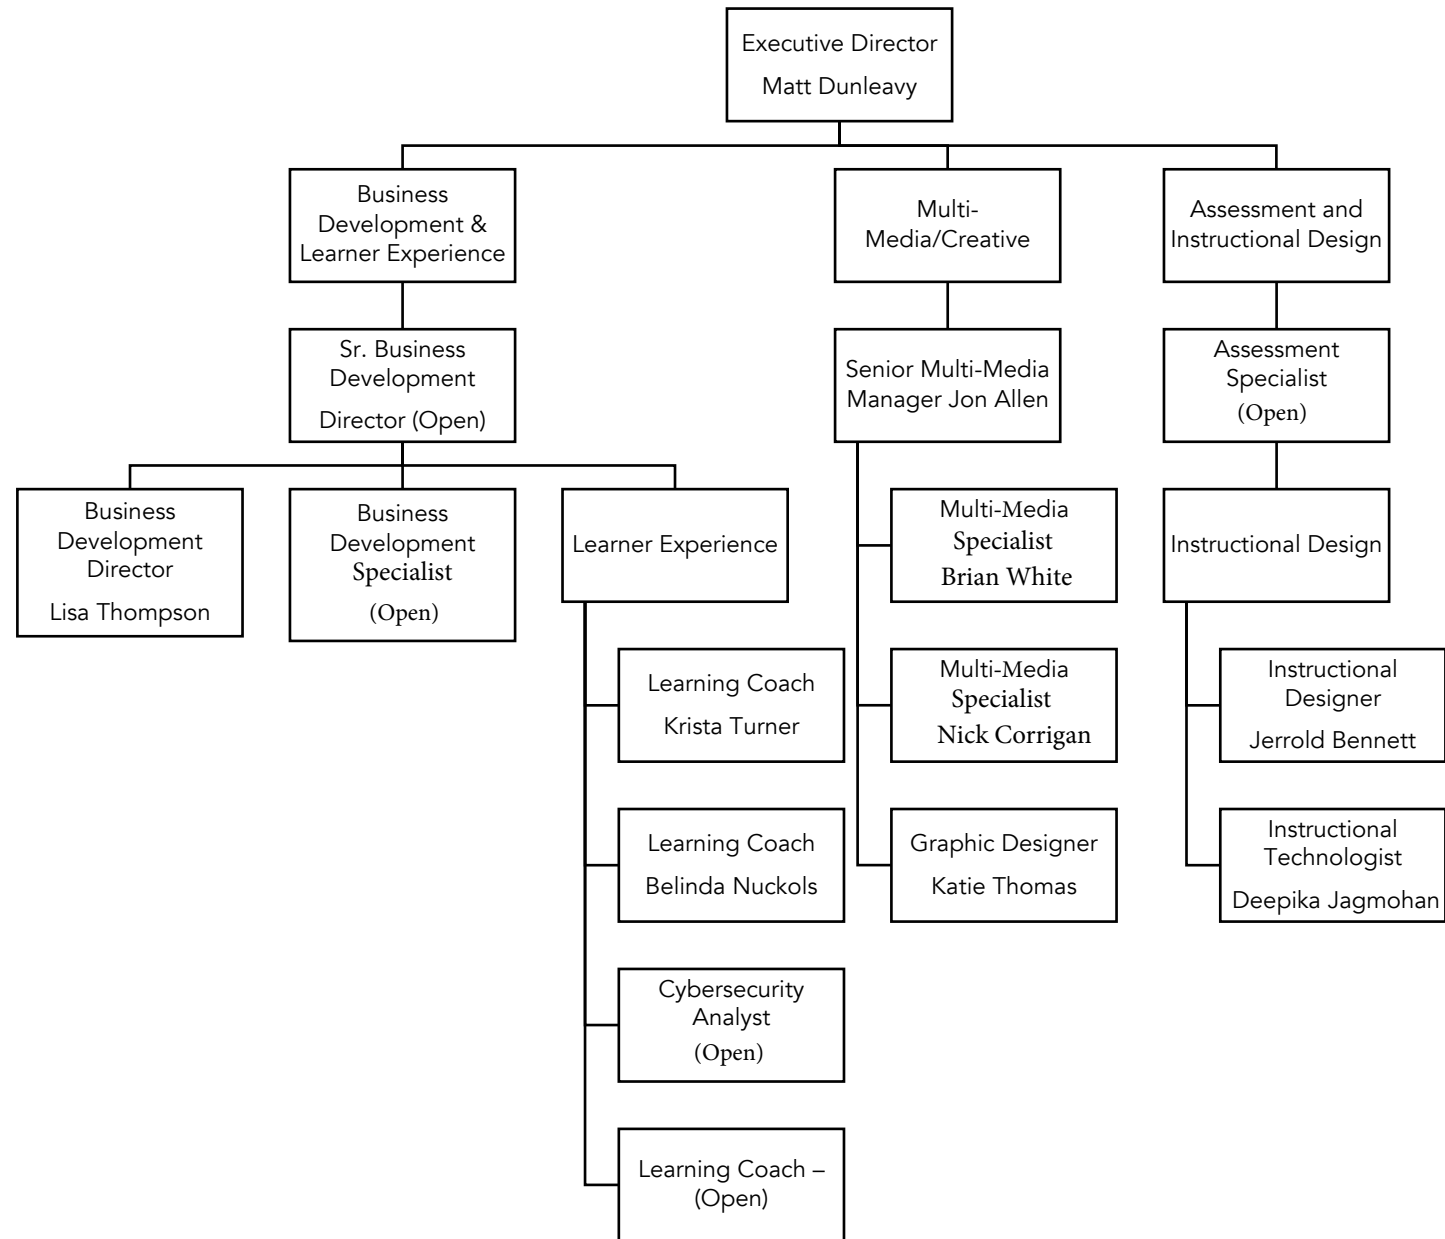 Executive Director
Matt Dunleavy
Business
Development &
Learner Experience
Multi-
Media/Creative
Assessment and
Instructional Design
Sr. Business
Development
Director (Open)
Senior Multi-Media
Manager Jon Allen
Assessment
Specialist
(Open)
Business
Development
Director
Lisa Thompson
Business
Development
Specialist
(Open)
Learner Experience
Multi-Media
Specialist
Brian White
Instructional Design
Learning Coach
Krista Turner
Multi-Media
Specialist
Nick Corrigan
Instructional
Designer
Jerrold Bennett
Learning Coach
Belinda Nuckols
Graphic Designer
Katie Thomas
Instructional
Technologist
Deepika Jagmohan
Cybersecurity
Analyst
(Open)
Learning Coach –
(Open)